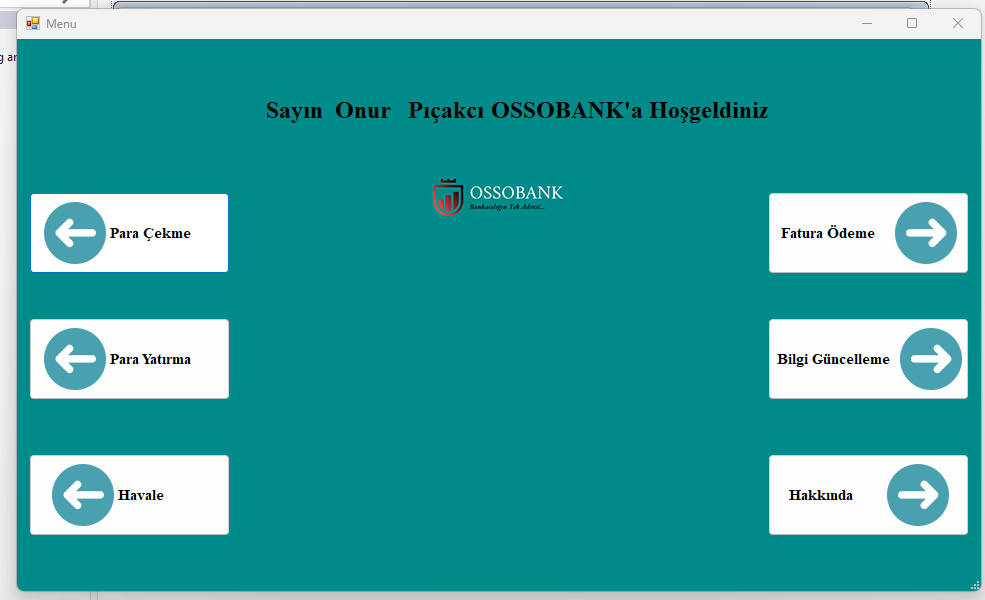 Menu
g ar
Sayın Onur Pıçakcı OSSOBANK'a Hoşgeldiniz
OSSOBANK
Bankacılığın Tek Adresi...
Para Çekme
Fatura Ödeme
Para Yatırma
Bilgi Güncelleme
Havale
Hakkında